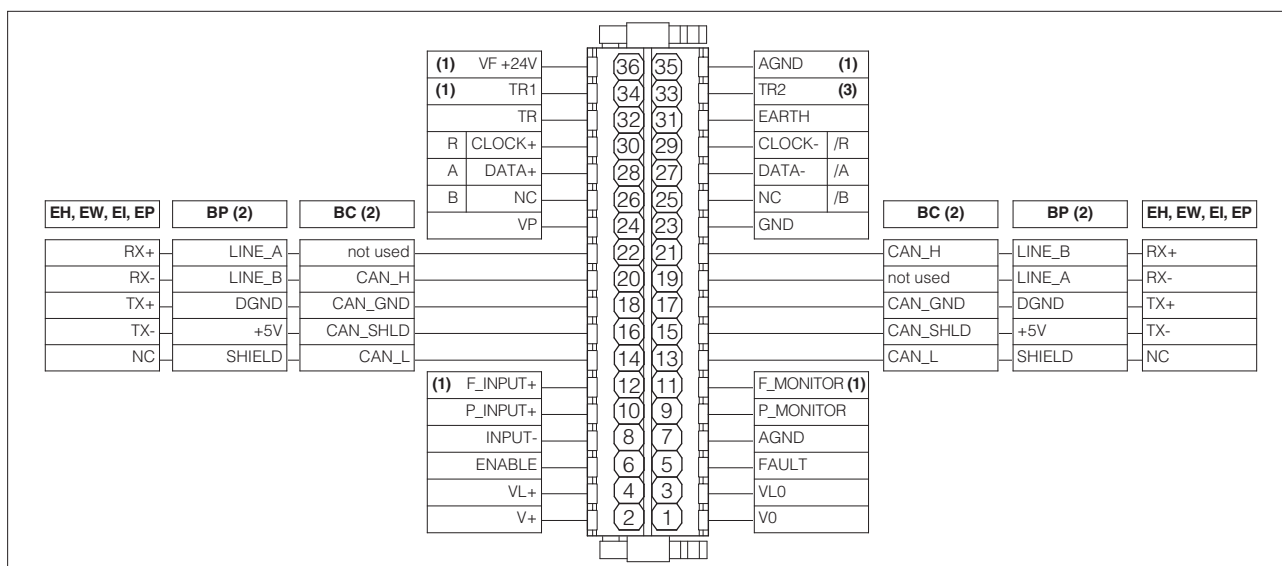 (1) VF +24V 36 35 AGND (1)
(1) TR1 34 33 TR2 (3)
TR 32 31 EARTH
R CLOCK+ 30 29 CLOCK- /R
A DATA+ 28 27 DATA- /A
B NC 26 25 NC /B
VP 24 23 GND
EH, EW, EI, EP BP (2) BC (2) BC (2) BP (2) EH, EW, EI, EP
RX+ LINE_A not used 22 21 CAN_H LINE_B RX+
RX- LINE_B CAN_H 20 19 not used LINE_A RX-
TX+ DGND CAN_GND 18 17 CAN_GND DGND TX+
TX- +5V CAN_SHLD 16 15 CAN_SHLD +5V TX-
NC SHIELD CAN_L 14 13 CAN_L SHIELD NC
(1) F_INPUT+ 12 11 F_MONITOR (1)
P_INPUT+ 10 9 P_MONITOR
INPUT- 8 7 AGND
ENABLE 6 5 FAULT
VL+ 4 3 VL0
V+ 2 1 V0